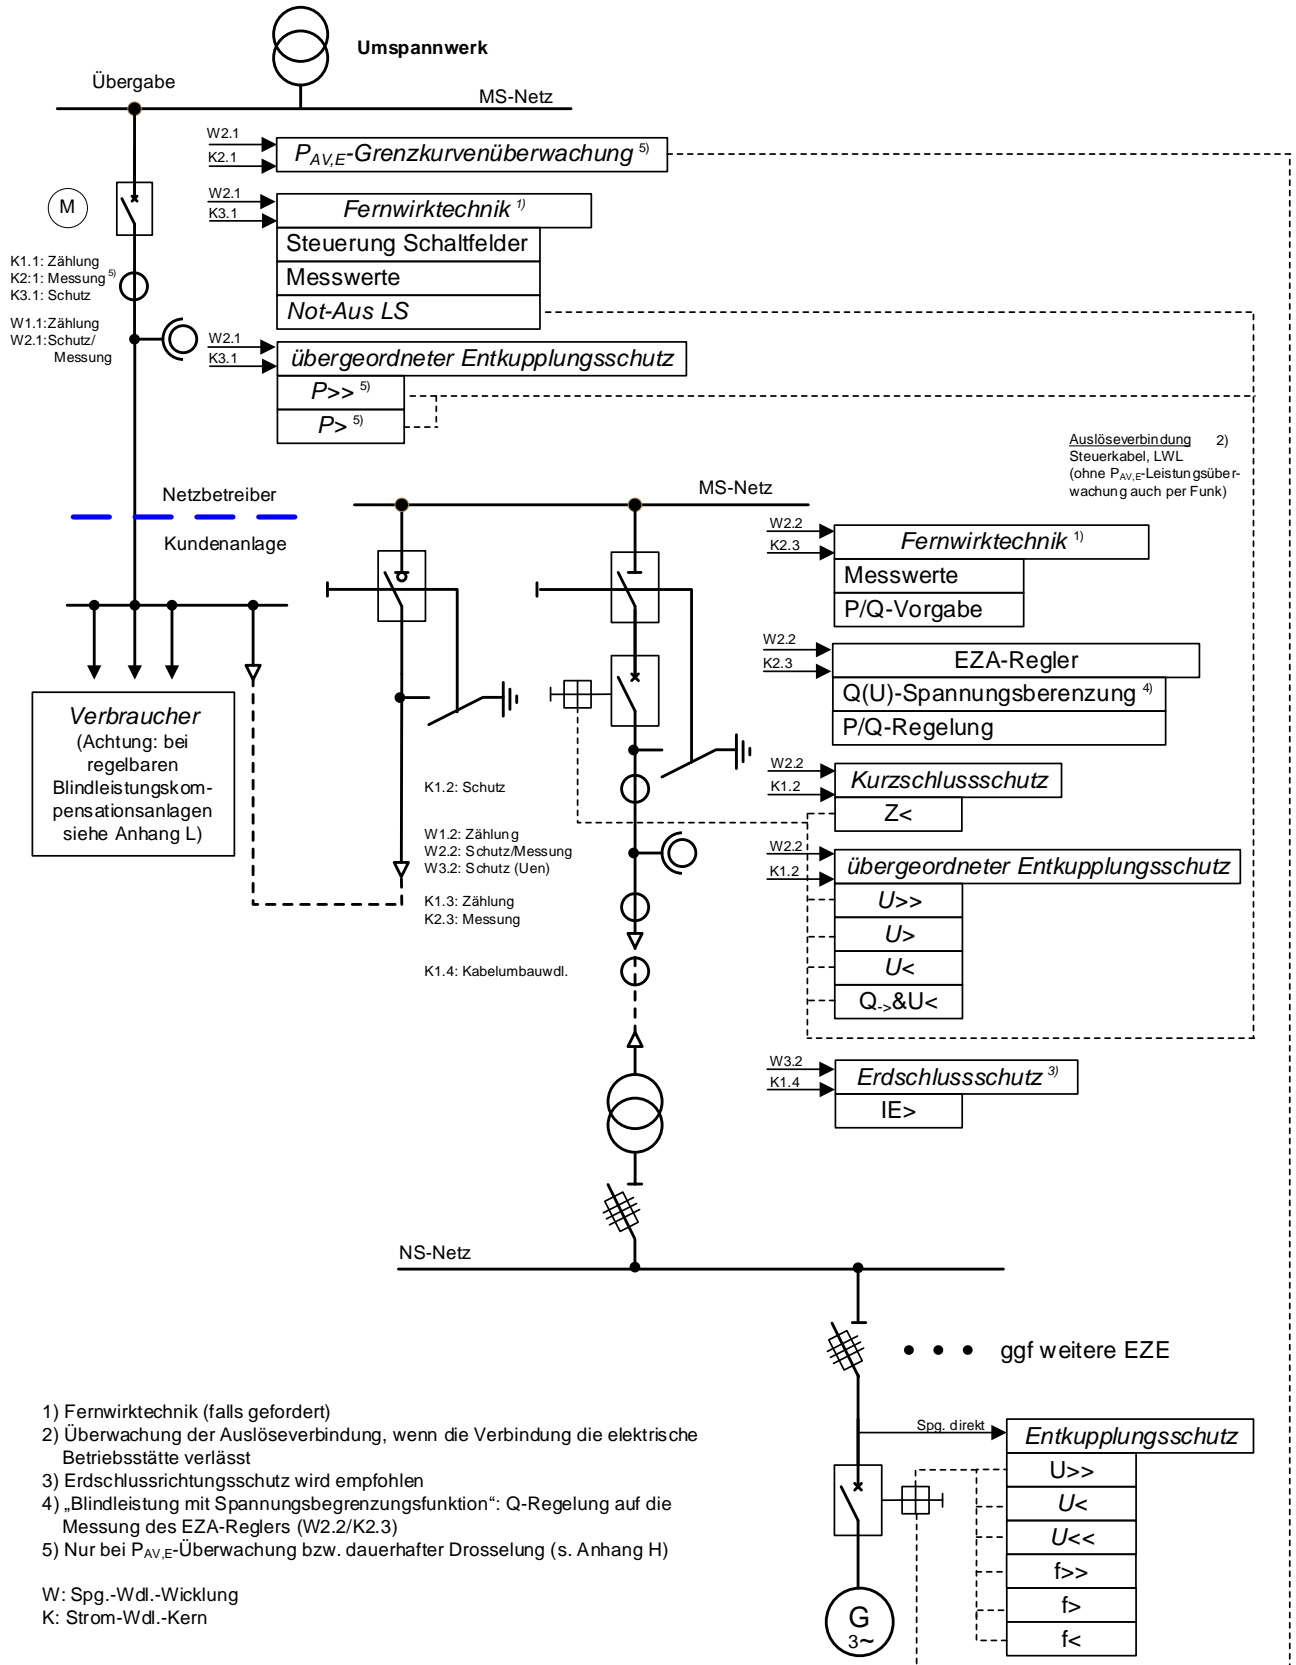 Umspannwerk
Übergabe
MS-Netz
W2.1
K2.1
P_AV,E-Grenzkurvenüberwachung 5)
M
W2.1
K3.1
Fernwirktechnik 1)
Steuerung Schaltfelder
Messwerte
Not-Aus LS
K1.1: Zählung
K2:1: Messung 5)
K3.1: Schutz
W1.1:Zählung
W2.1:Schutz/
Messung
W2.1
K3.1
übergeordneter Entkupplungsschutz
P>> 5)
P> 5)
Auslöseverbindung 2)
Steuerkabel, LWL
(ohne P_AV,E-Leistungsüber-
wachung auch per Funk)
Netzbetreiber
Kundenanlage
MS-Netz
W2.2
K2.3
Fernwirktechnik 1)
Messwerte
P/Q-Vorgabe
W2.2
K2.3
EZA-Regler
Q(U)-Spannungsberenzung 4)
P/Q-Regelung
Verbraucher
(Achtung: bei
regelbaren
Blindleistungskom-
pensationsanlagen
siehe Anhang L)
K1.2: Schutz
W1.2: Zählung
W2.2: Schutz/Messung
W3.2: Schutz (Uen)
K1.3: Zählung
K2.3: Messung
K1.4: Kabelumbauwdl.
W2.2
K1.2
Kurzschlussschutz
Z<
W2.2
K1.2
übergeordneter Entkupplungsschutz
U>>
U>
U<
Q->&U<
W3.2
K1.4
Erdschlussschutz 3)
IE>
NS-Netz
ggf weitere EZE
Spg. direkt
Entkupplungsschutz
U>>
U<
U<<
f>>
f>
f<
G
3~
1) Fernwirktechnik (falls gefordert)
2) Überwachung der Auslöseverbindung, wenn die Verbindung die elektrische
Betriebsstätte verlässt
3) Erdschlussrichtungsschutz wird empfohlen
4) „Blindleistung mit Spannungsbegrenzungsfunktion“: Q-Regelung auf die
Messung des EZA-Reglers (W2.2/K2.3)
5) Nur bei P_AV,E-Überwachung bzw. dauerhafter Drosselung (s. Anhang H)
W: Spg.-Wdl.-Wicklung
K: Strom-Wdl.-Kern